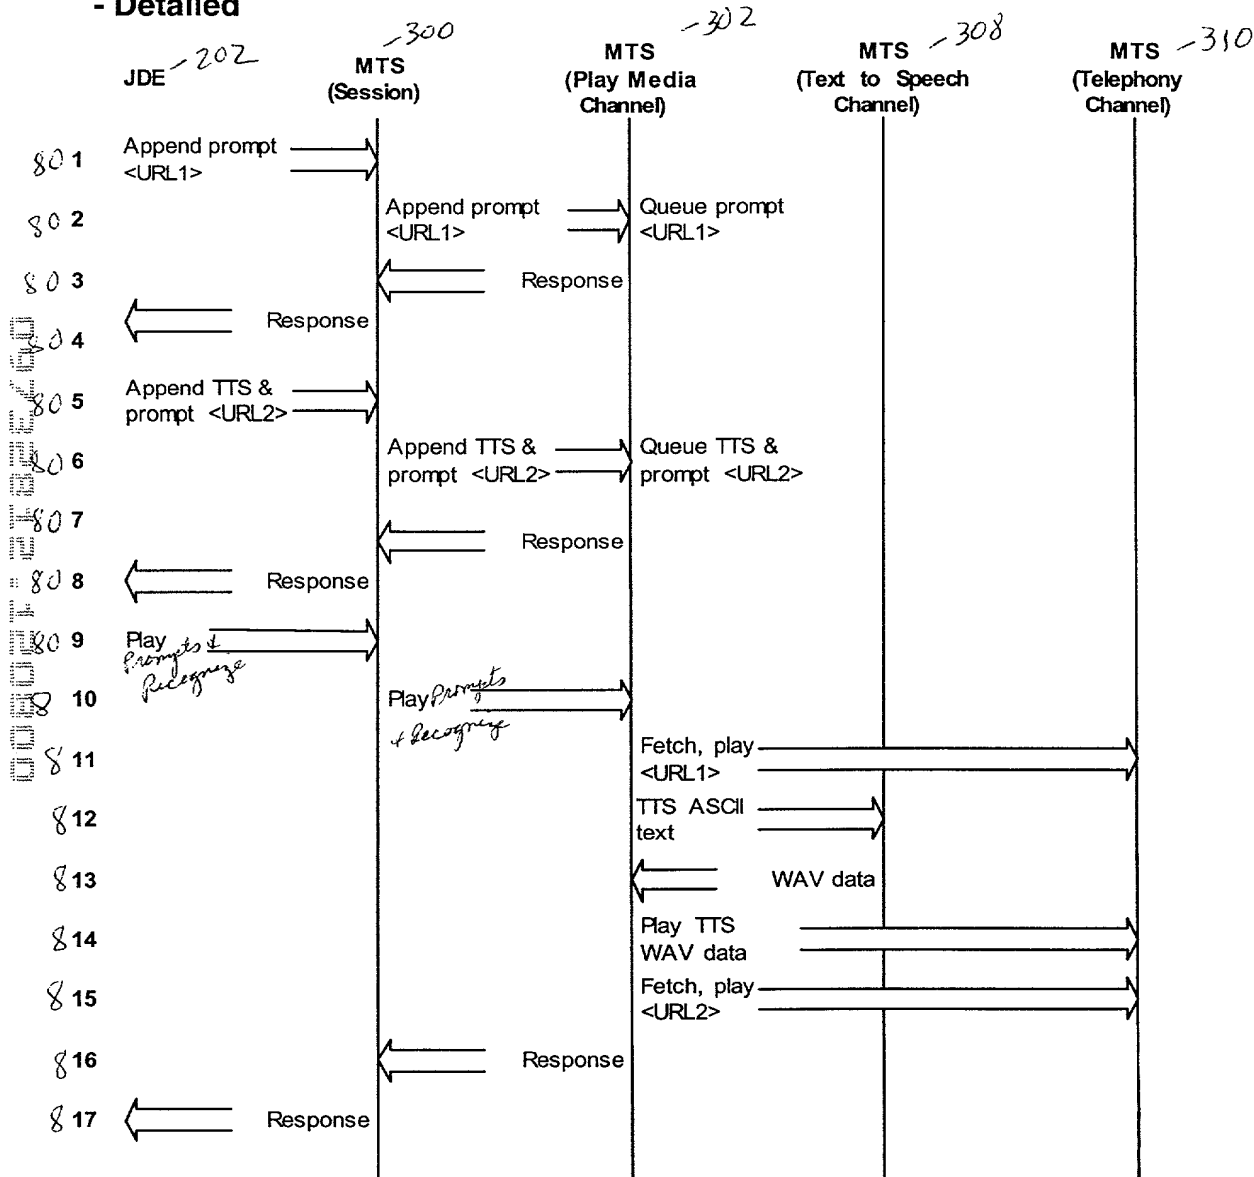 - Detailed
JDE
202
MTS
(Session)
300
MTS
(Play Media
Channel)
302
MTS
(Text to Speech
Channel)
308
MTS
(Telephony
Channel)
310
801
Append prompt
<URL1>
802
Append prompt
<URL1>
Queue prompt
<URL1>
803
Response
804
Response
805
Append TTS &
prompt <URL2>
806
Append TTS &
prompt <URL2>
Queue TTS &
prompt <URL2>
807
Response
808
Response
809
Play
Prompts +
Recognize
810
Play Prompts
+ Recognize
811
Fetch, play
<URL1>
812
TTS ASCII
text
813
WAV data
814
Play TTS
WAV data
815
Fetch, play
<URL2>
816
Response
817
Response